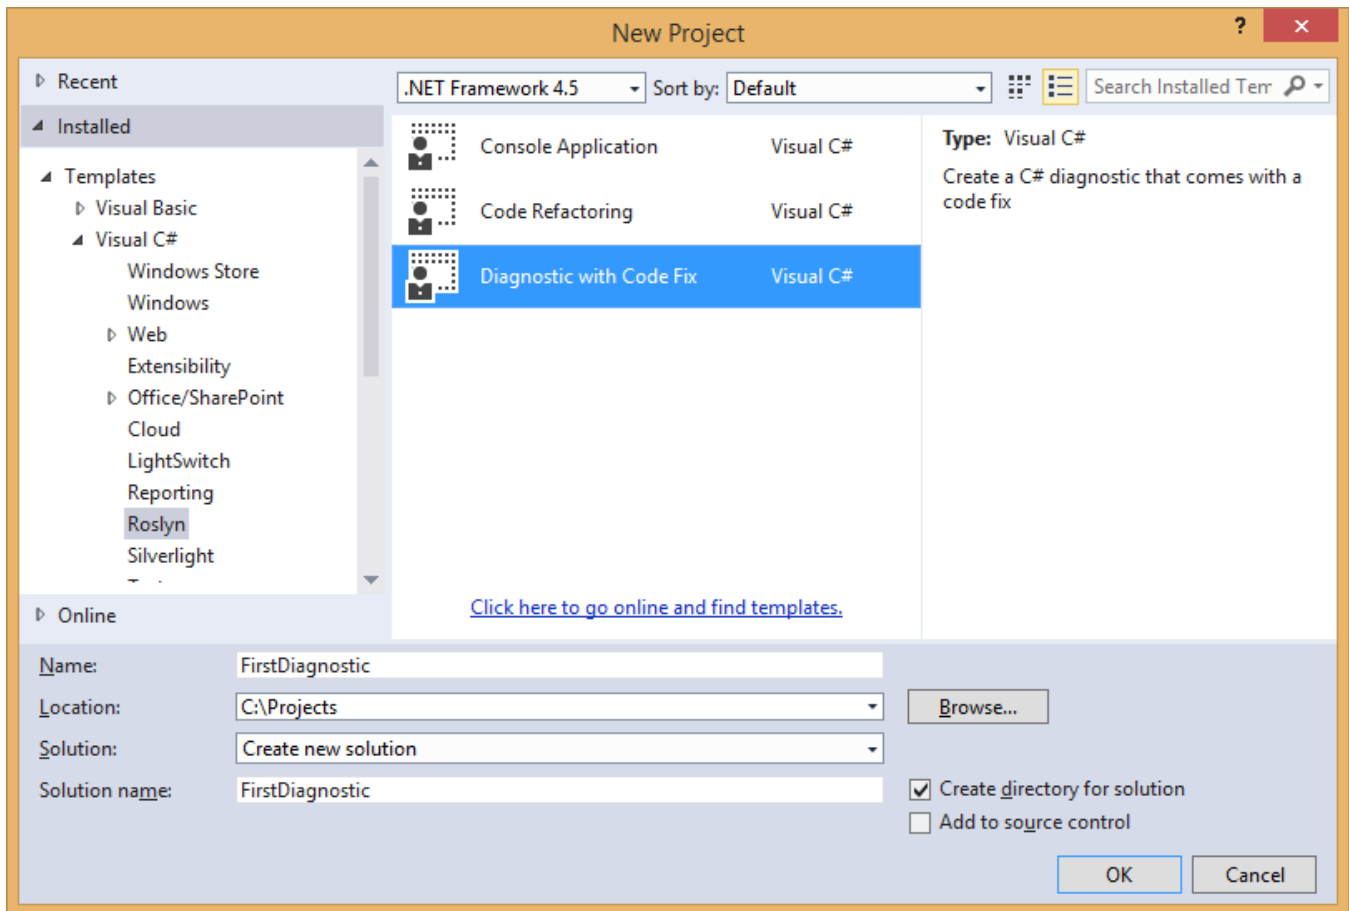 New Project
?
Recent
Installed
Templates
Visual Basic
Visual C#
Windows Store
Windows
Web
Extensibility
Office/SharePoint
Cloud
LightSwitch
Reporting
Roslyn
Silverlight
Online
.NET Framework 4.5
Sort by: Default
Search Installed Tem
Console Application Visual C#
Code Refactoring Visual C#
Diagnostic with Code Fix Visual C#
Click here to go online and find templates.
Type: Visual C#
Create a C# diagnostic that comes with a
code fix
Name: FirstDiagnostic
Location: C:\Projects
Browse...
Solution: Create new solution
Solution name: FirstDiagnostic
Create directory for solution
Add to source control
OK Cancel